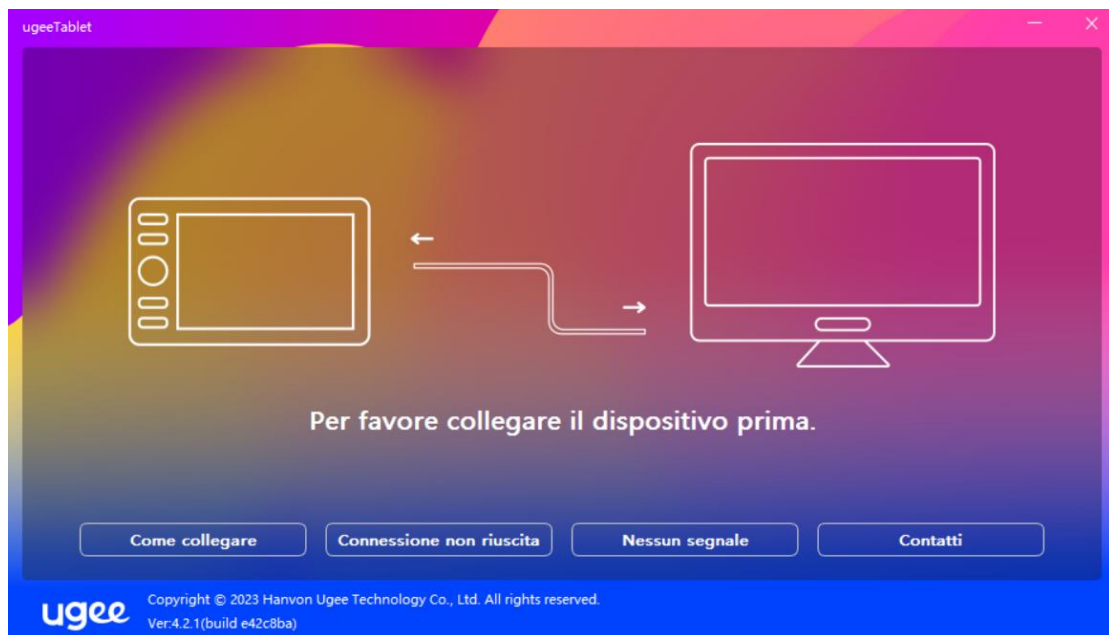 ugeeTablet
Per favore collegare il dispositivo prima.
Come collegare
Connessione non riuscita
Nessun segnale
Contatti
ugee
Copyright © 2023 Hanvon Ugee Technology Co., Ltd. All rights reserved.
Ver:4.2.1(build e42c8ba)